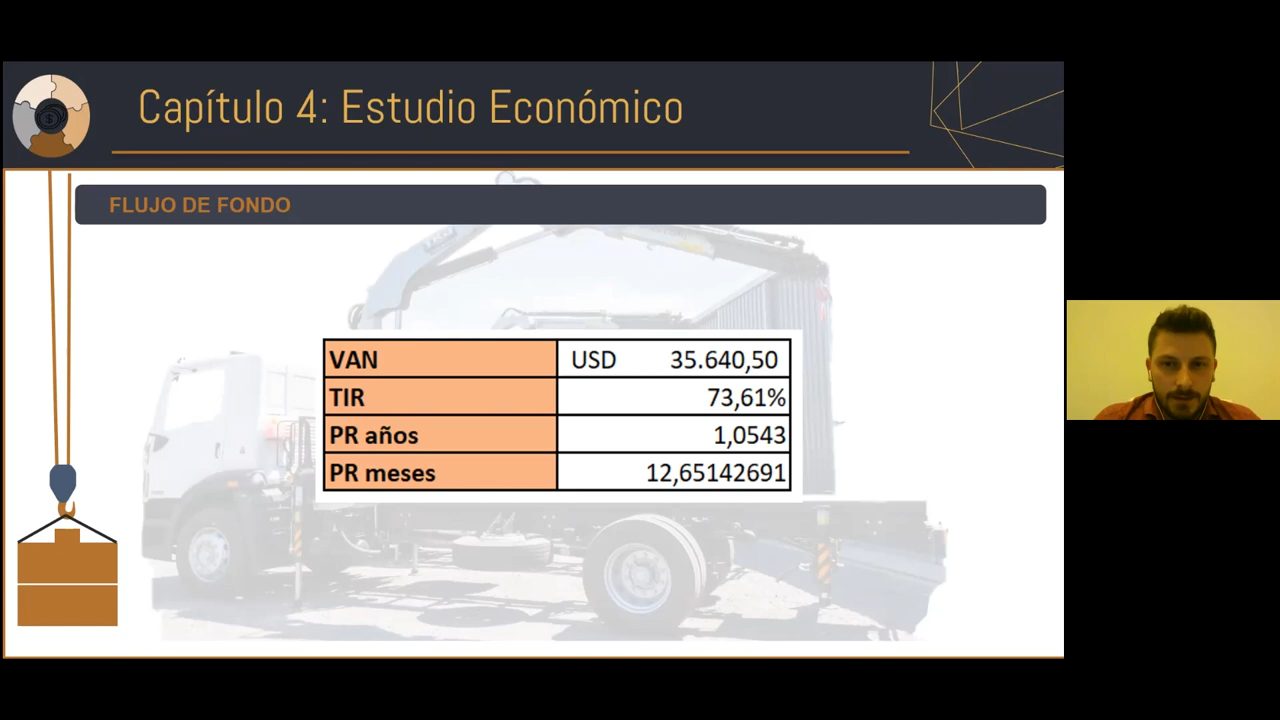 Capítulo 4: Estudio Económico
$
FLUJO DE FONDO
VAN USD 35.640,50
TIR 73,61%
PR años 1,0543
PR meses 12,65142691